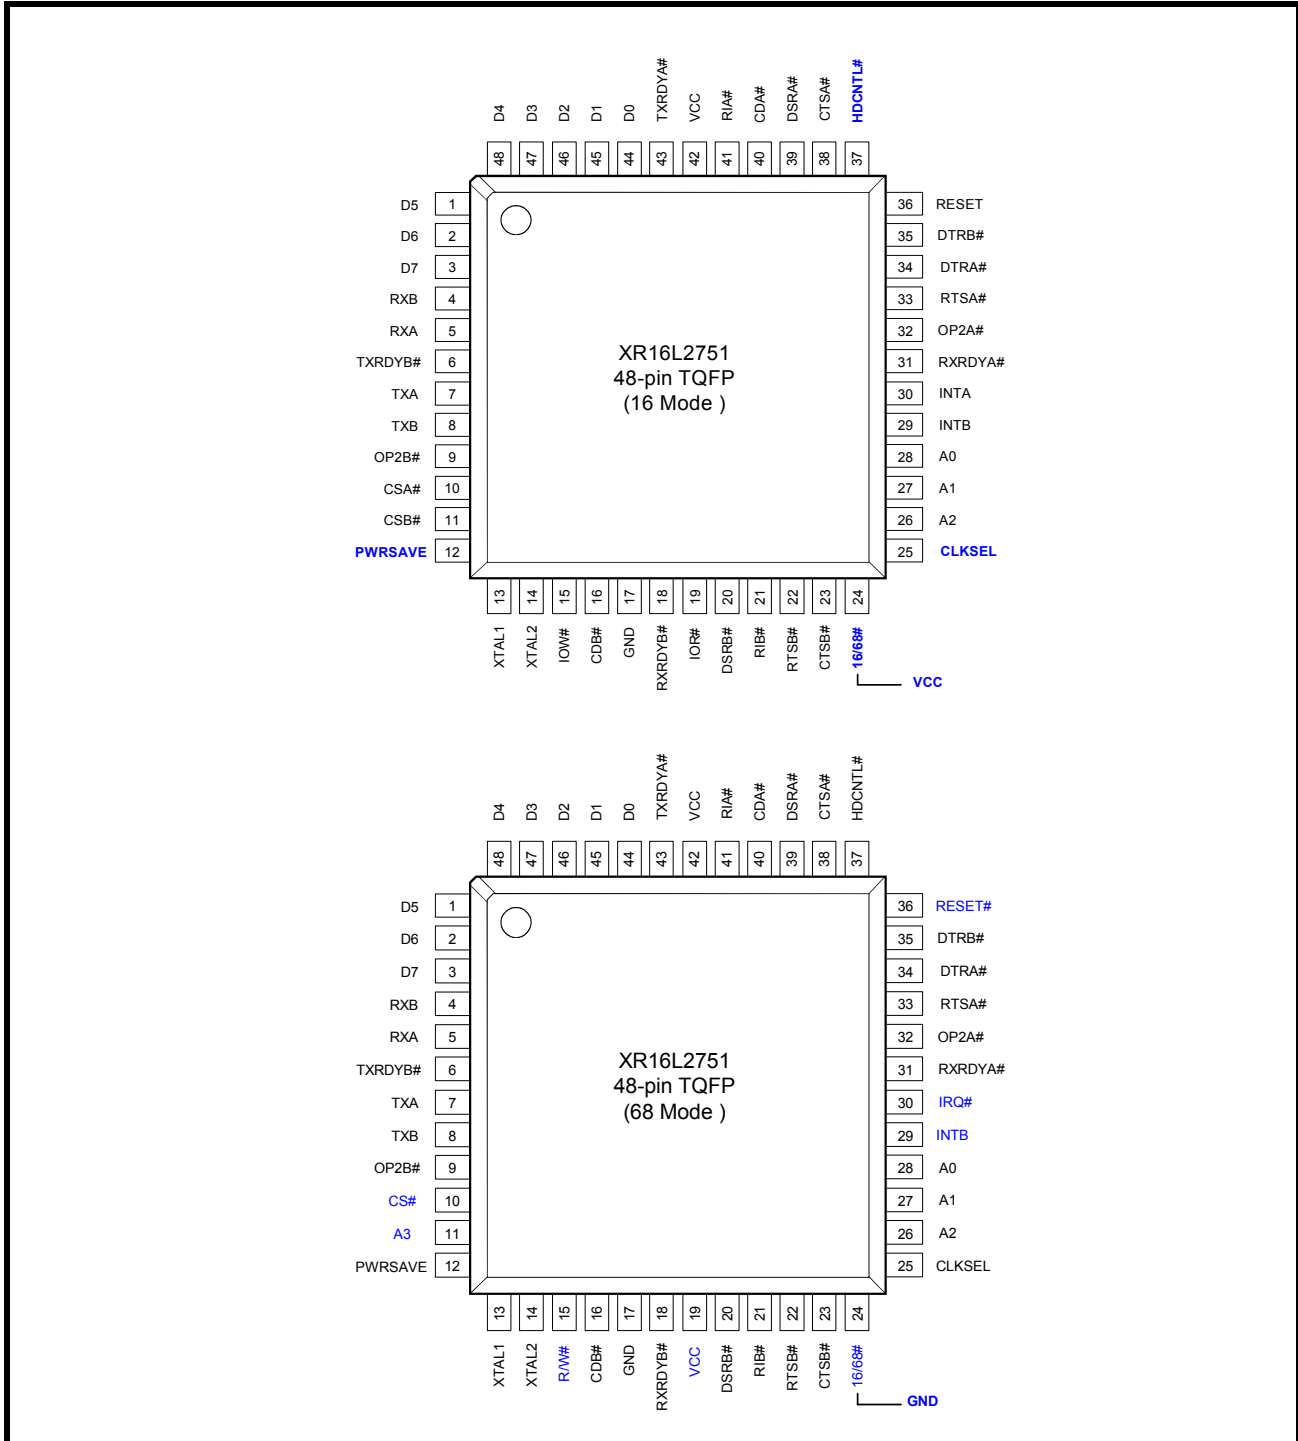 D4 D3 D2 D1 D0 TXRDYA# VCC RIA# CDA# DSRA# CTSA# HDCNTL#
48 47 46 45 44 43 42 41 40 39 38 37
D5 1 36 RESET
D6 2 35 DTRB#
D7 3 34 DTRA#
RXB 4 33 RTSA#
RXA 5 32 OP2A#
TXRDYB# 6 31 RXRDYA#
TXA 7 30 INTA
TXB 8 29 INTB
OP2B# 9 28 A0
CSA# 10 27 A1
CSB# 11 26 A2
PWRSAVE 12 25 CLKSEL
XR16L2751
48-pin TQFP
(16 Mode )
13 14 15 16 17 18 19 20 21 22 23 24
XTAL1 XTAL2 IOW# CDB# GND RXRDYB# IOR# DSRB# RIB# RTSB# CTSB# 16/68#
VCC
D4 D3 D2 D1 D0 TXRDYA# VCC RIA# CDA# DSRA# CTSA# HDCNTL#
48 47 46 45 44 43 42 41 40 39 38 37
D5 1 36 RESET#
D6 2 35 DTRB#
D7 3 34 DTRA#
RXB 4 33 RTSA#
RXA 5 32 OP2A#
TXRDYB# 6 31 RXRDYA#
TXA 7 30 IRQ#
TXB 8 29 INTB
OP2B# 9 28 A0
CS# 10 27 A1
A3 11 26 A2
PWRSAVE 12 25 CLKSEL
XR16L2751
48-pin TQFP
(68 Mode )
13 14 15 16 17 18 19 20 21 22 23 24
XTAL1 XTAL2 R/W# CDB# GND RXRDYB# VCC DSRB# RIB# RTSB# CTSB# 16/68#
GND